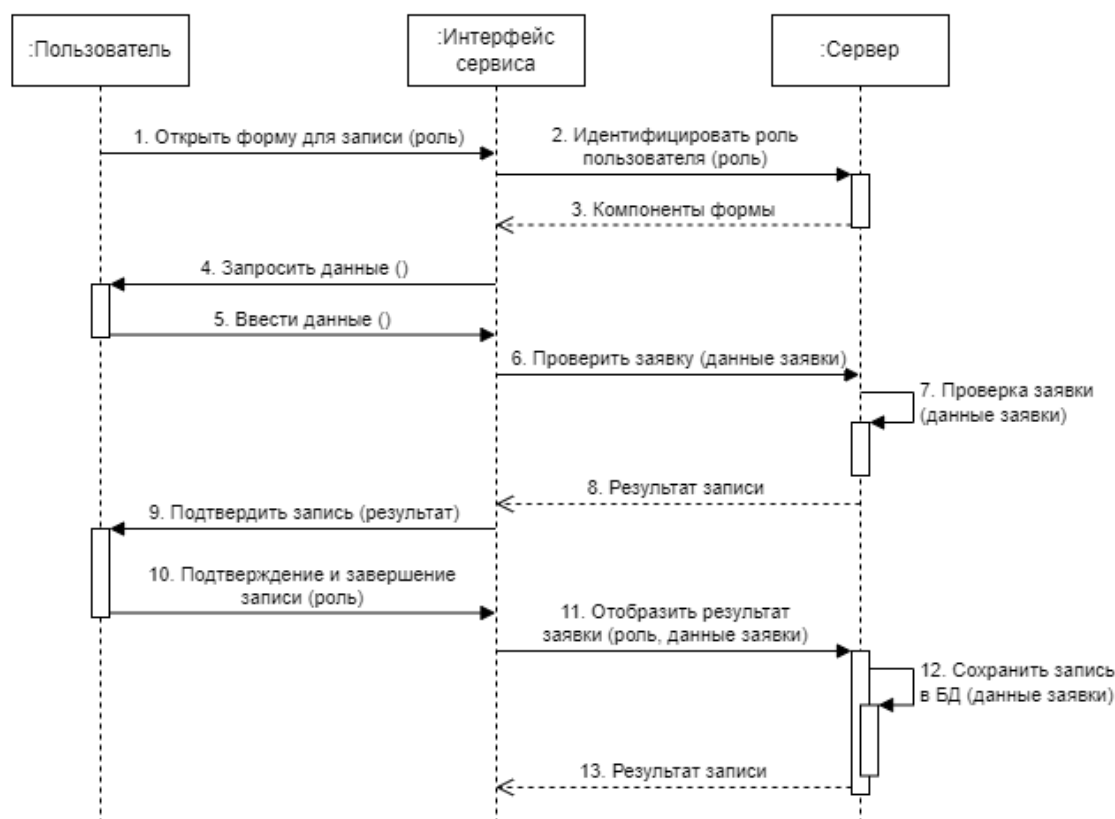 :Пользователь
:Интерфейс
сервиса
:Сервер
1. Открыть форму для записи (роль)
2. Идентифицировать роль
пользователя (роль)
3. Компоненты формы
4. Запросить данные ()
5. Ввести данные ()
6. Проверить заявку (данные заявки)
7. Проверка заявки
(данные заявки)
8. Результат записи
9. Подтвердить запись (результат)
10. Подтверждение и завершение
записи (роль)
11. Отобразить результат
заявки (роль, данные заявки)
12. Сохранить запись
в БД (данные заявки)
13. Результат записи